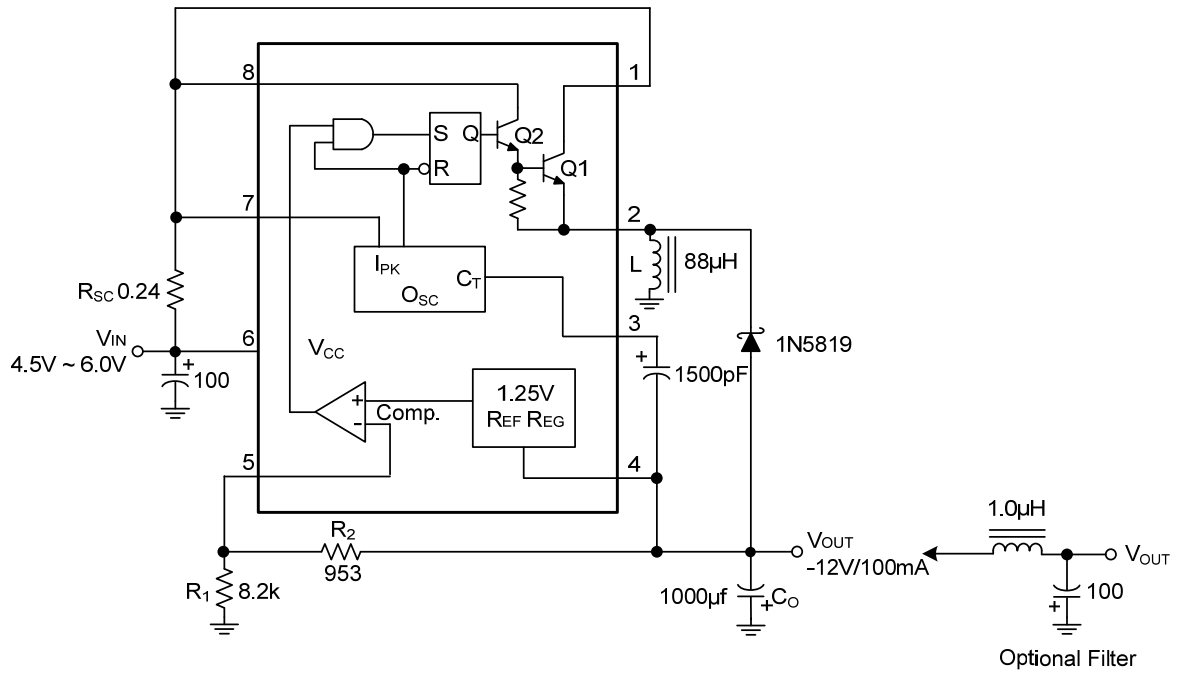 8
1
S
Q
Q2
R
Q1
7
2
IPK
CT
OSC
L
88µH
RSC 0.24
VIN
4.5V ~ 6.0V
6
3
VCC
1N5819
+
100
+
1500pF
1.25V
REF REG
+
Comp.
-
5
4
R2
953
1.0µH
VOUT
-12V/100mA
VOUT
R1
8.2k
1000µf
+
CO
100
+
Optional Filter